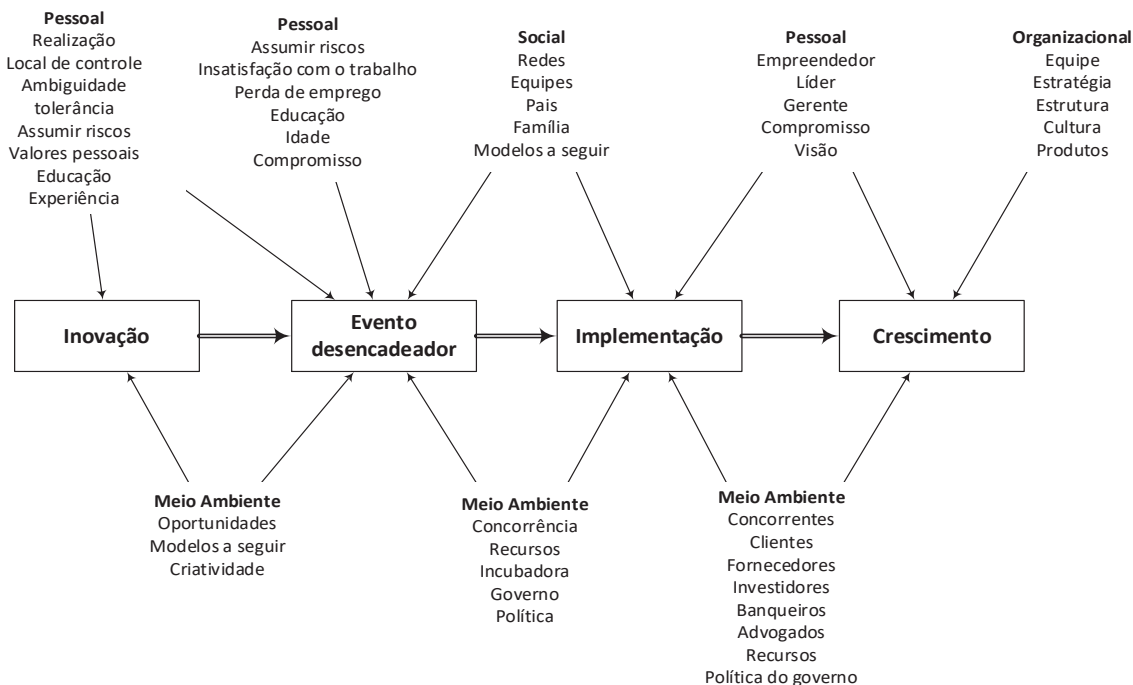 Pessoal
Realização
Local de controle
Ambiguidade
tolerância
Assumir riscos
Valores pessoais
Educação
Experiência
Pessoal
Assumir riscos
Insatisfação com o trabalho
Perda de emprego
Educação
Idade
Compromisso
Social
Redes
Equipes
Pais
Família
Modelos a seguir
Pessoal
Empreendedor
Líder
Gerente
Compromisso
Visão
Organizacional
Equipe
Estratégia
Estrutura
Cultura
Produtos
Inovação
Evento
desencadeador
Implementação
Crescimento
Meio Ambiente
Oportunidades
Modelos a seguir
Criatividade
Meio Ambiente
Concorrência
Recursos
Incubadora
Governo
Política
Meio Ambiente
Concorrentes
Clientes
Fornecedores
Investidores
Banqueiros
Advogados
Recursos
Política do governo